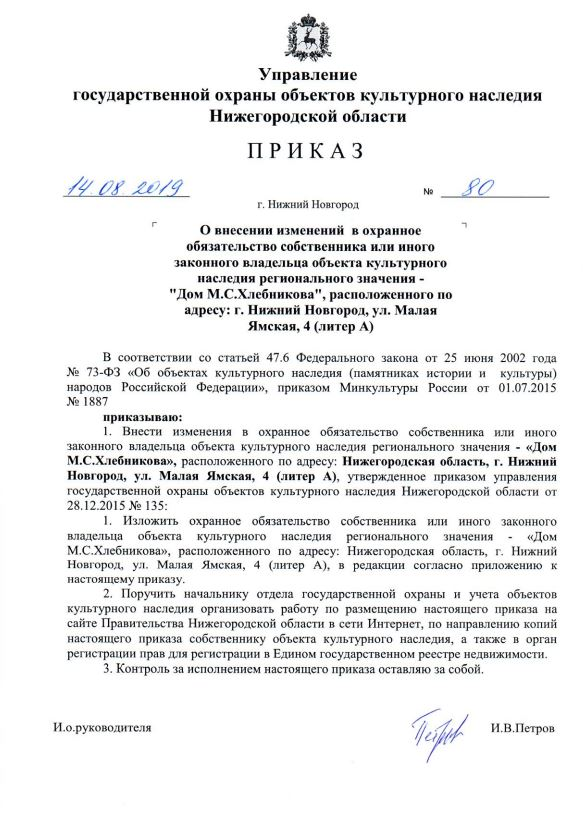 Управление
государственной охраны объектов культурного наследия
Нижегородской области
ПРИКАЗ
14.08.2019 № 80
г. Нижний Новгород
О внесении изменений в охранное
обязательство собственника или иного
законного владельца объекта культурного
наследия регионального значения -
"Дом М.С.Хлебникова", расположенного по
адресу: г. Нижний Новгород, ул. Малая
Ямская, 4 (литер А)
В соответствии со статьей 47.6 Федерального закона от 25 июня 2002 года
№ 73-ФЗ «Об объектах культурного наследия (памятниках истории и культуры)
народов Российской Федерации», приказом Минкультуры России от 01.07.2015
№ 1887
приказываю:
1. Внести изменения в охранное обязательство собственника или иного
законного владельца объекта культурного наследия регионального значения - «Дом
М.С.Хлебникова», расположенного по адресу: Нижегородская область, г. Нижний
Новгород, ул. Малая Ямская, 4 (литер А), утвержденное приказом управления
государственной охраны объектов культурного наследия Нижегородской области от
28.12.2015 № 135:
1. Изложить охранное обязательство собственника или иного законного
владельца объекта культурного наследия регионального значения - «Дом
М.С.Хлебникова», расположенного по адресу: Нижегородская область, г. Нижний
Новгород, ул. Малая Ямская, 4 (литер А), в редакции согласно приложению к
настоящему приказу.
2. Поручить начальнику отдела государственной охраны и учета объектов
культурного наследия организовать работу по размещению настоящего приказа на
сайте Правительства Нижегородской области в сети Интернет, по направлению копий
настоящего приказа собственнику объекта культурного наследия, а также в орган
регистрации прав для регистрации в Едином государственном реестре недвижимости.
3. Контроль за исполнением настоящего приказа оставляю за собой.
И.о.руководителя И.В.Петров